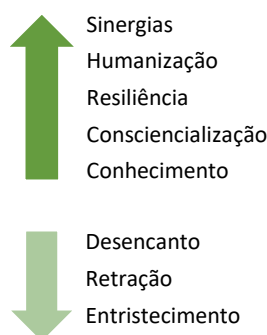 Sinergias
Humanização
Resiliência
Consciencialização
Conhecimento
Desencanto
Retração
Entristecimento